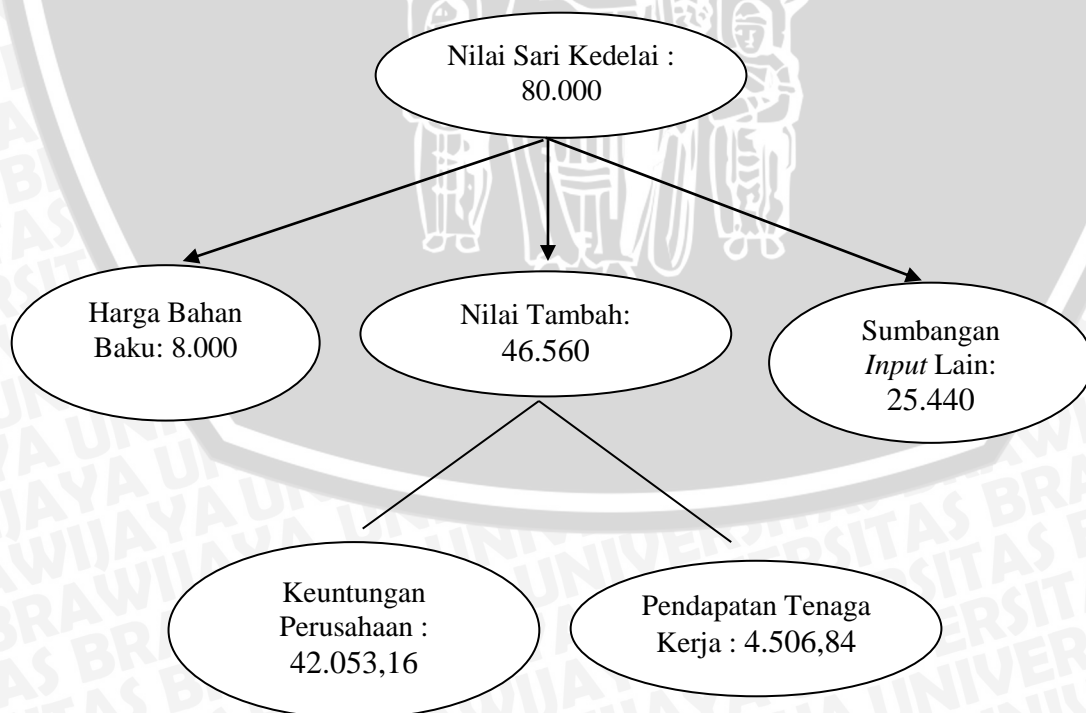 Nilai Sari Kedelai :
80.000
Harga Bahan
Baku: 8.000
Nilai Tambah:
46.560
Sumbangan
Input Lain:
25.440
Keuntungan
Perusahaan :
42.053,16
Pendapatan Tenaga
Kerja : 4.506,84